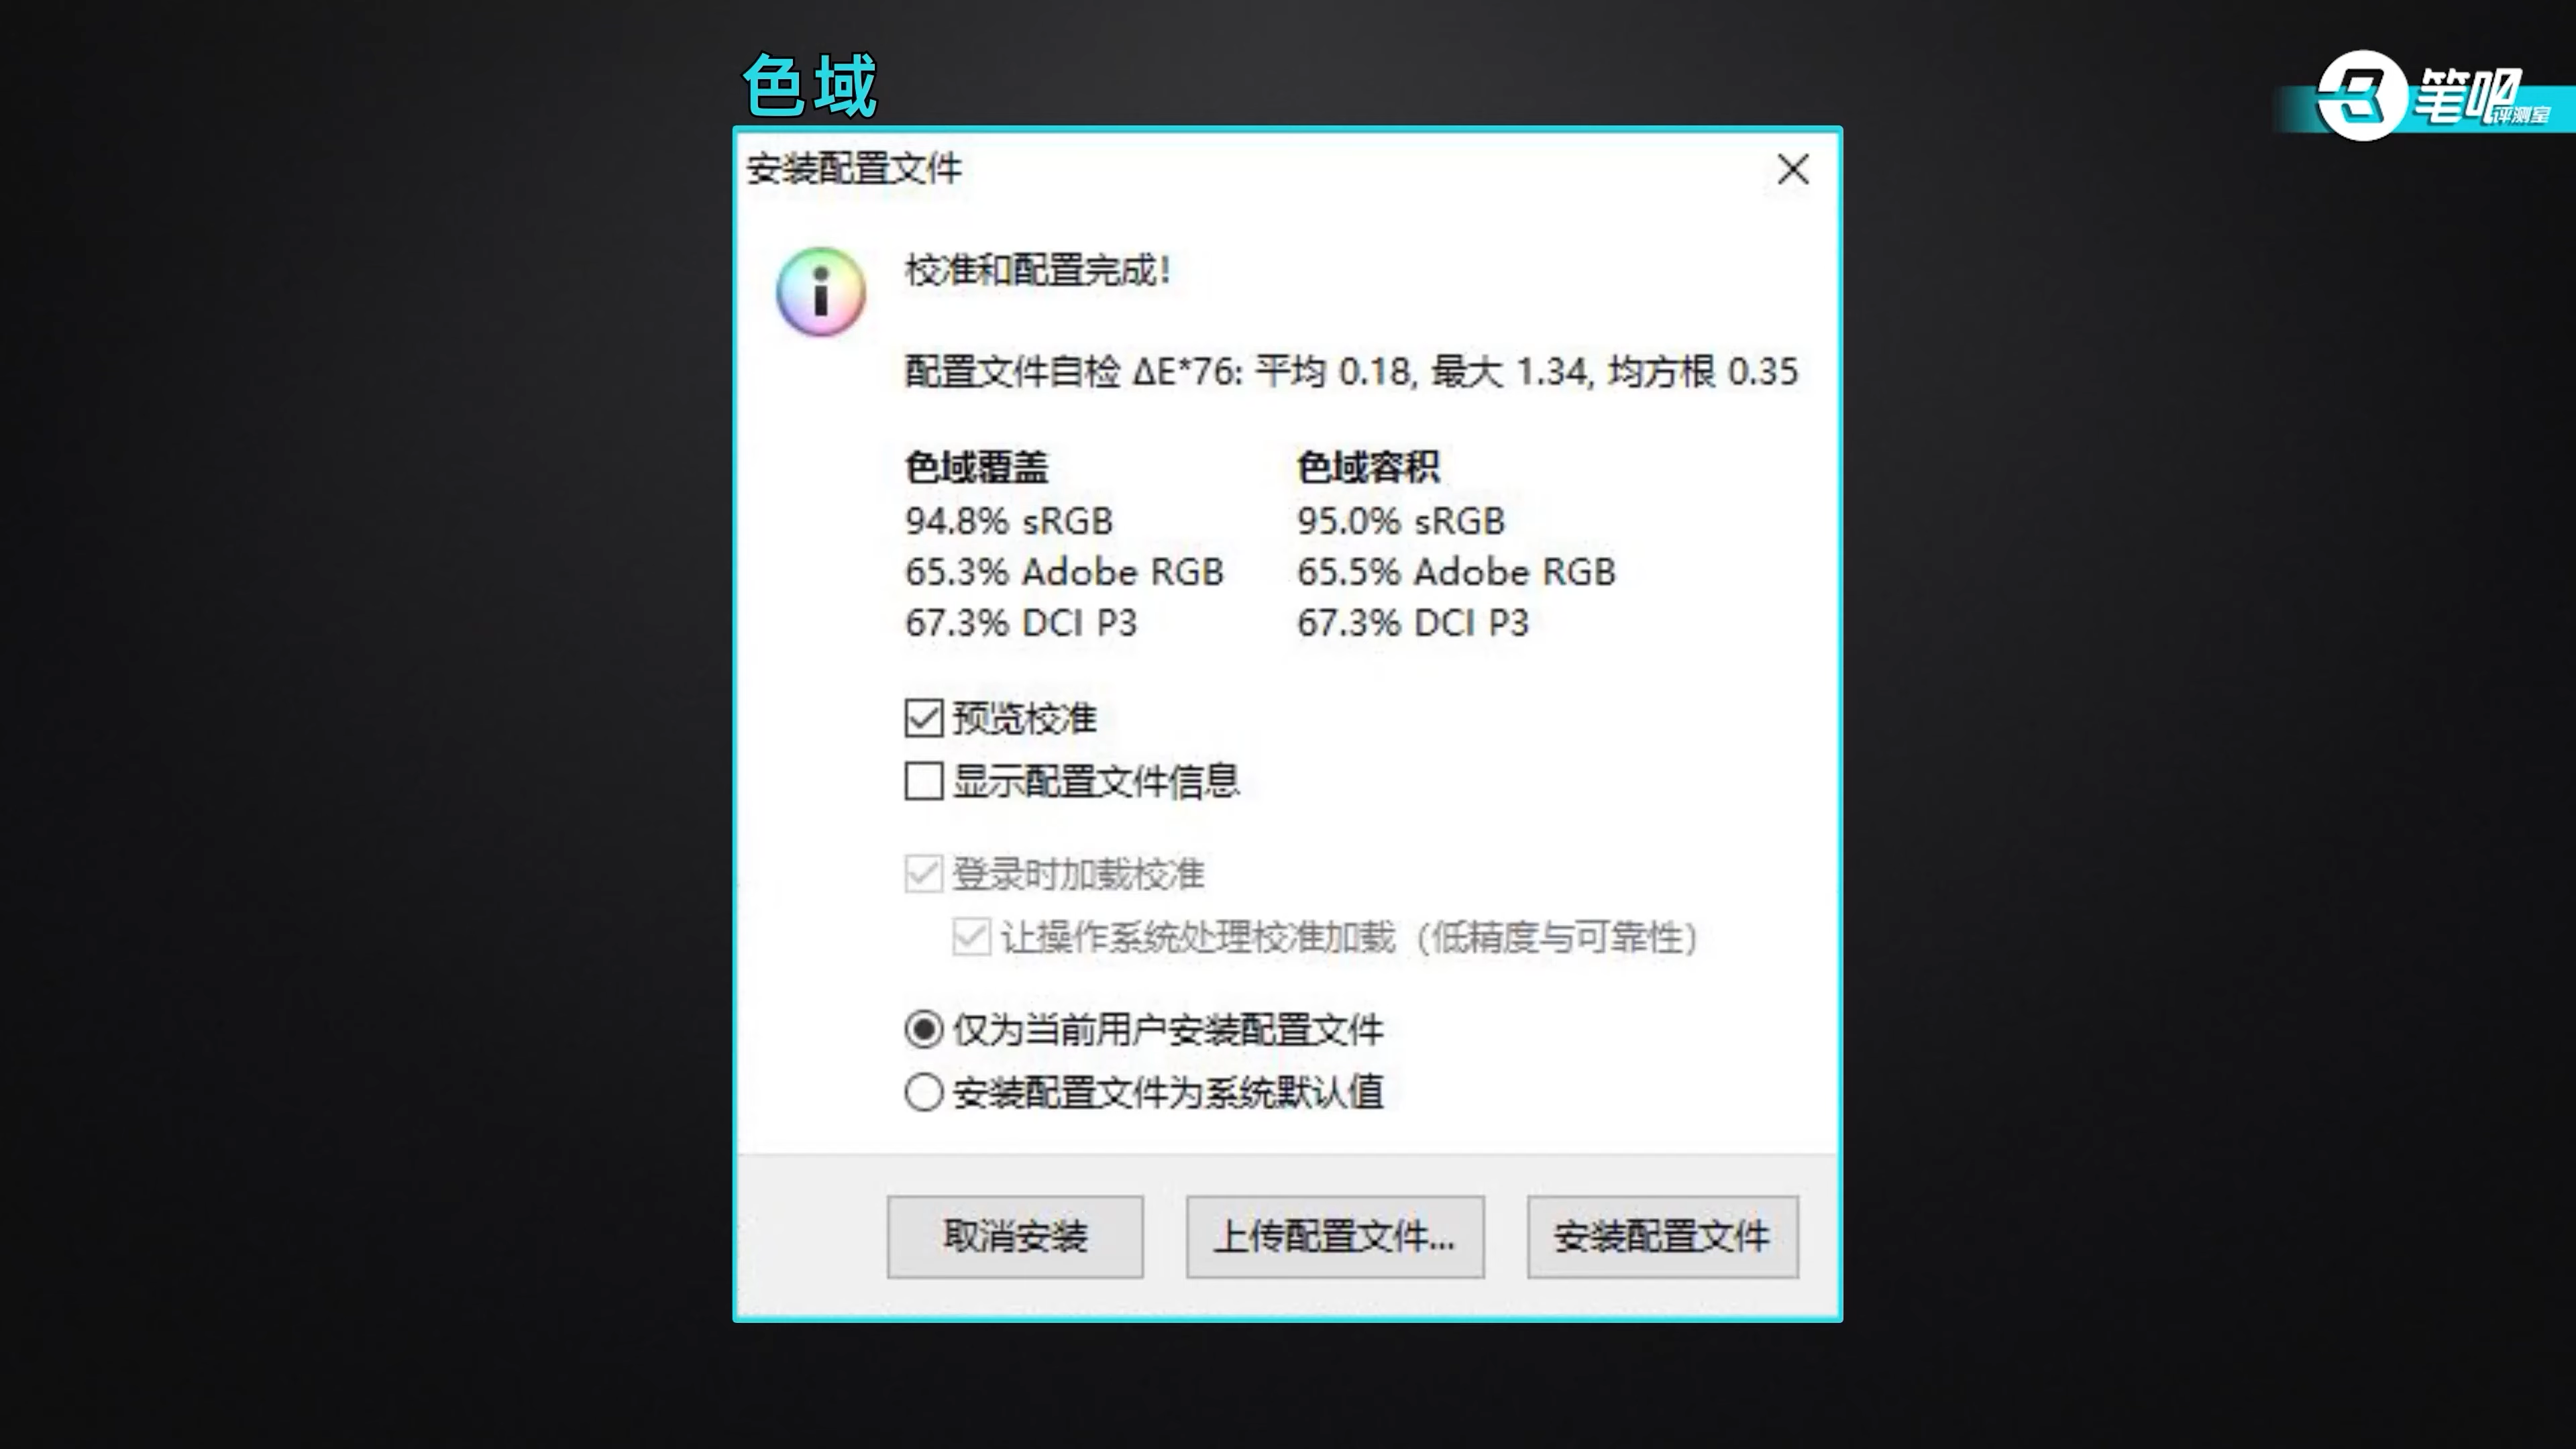 色域
笔吧评测室
安装配置文件
校准和配置完成!
配置文件自检 ΔE*76: 平均 0.18, 最大 1.34, 均方根 0.35
色域覆盖 色域容积
94.8% sRGB 95.0% sRGB
65.3% Adobe RGB 65.5% Adobe RGB
67.3% DCI P3 67.3% DCI P3
预览校准
显示配置文件信息
登录时加载校准
让操作系统处理校准加载（低精度与可靠性）
仅为当前用户安装配置文件
安装配置文件为系统默认值
取消安装 上传配置文件... 安装配置文件